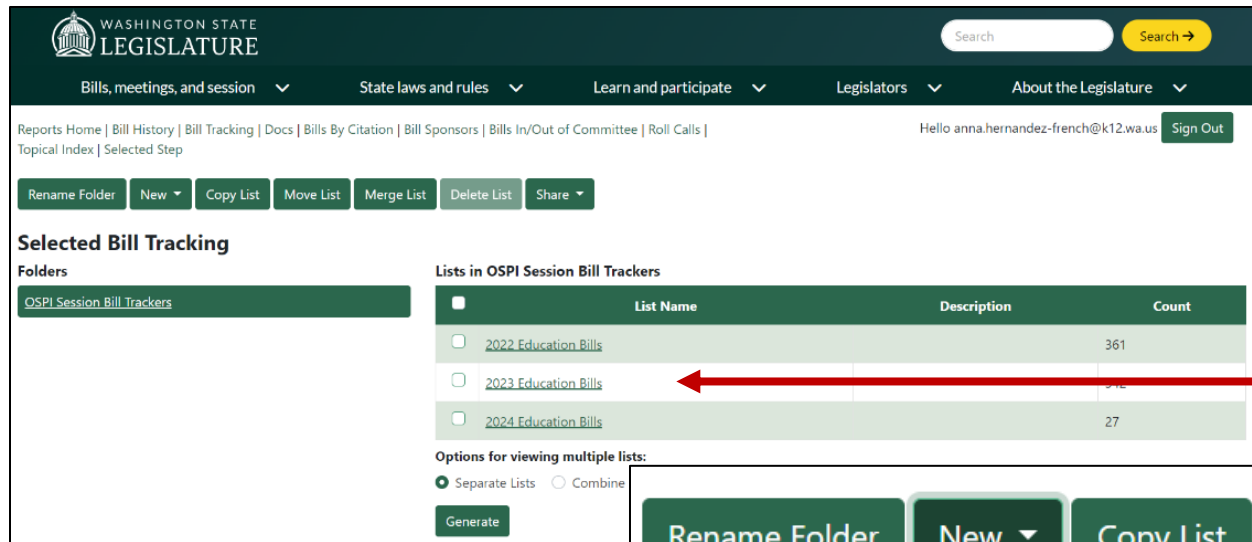 WASHINGTON STATE
LEGISLATURE
Search
Search →
Bills, meetings, and session
State laws and rules
Learn and participate
Legislators
About the Legislature
Reports Home | Bill History | Bill Tracking | Docs | Bills By Citation | Bill Sponsors | Bills In/Out of Committee | Roll Calls |
Topical Index | Selected Step
Hello anna.hernandez-french@k12.wa.us
Sign Out
Rename Folder New Copy List Move List Merge List Delete List Share
Selected Bill Tracking
Folders
OSPI Session Bill Trackers
Lists in OSPI Session Bill Trackers
List Name Description Count
2022 Education Bills 361
2023 Education Bills
2024 Education Bills 27
Options for viewing multiple lists:
Separate Lists Combine
Generate
Rename Folder New Copy List